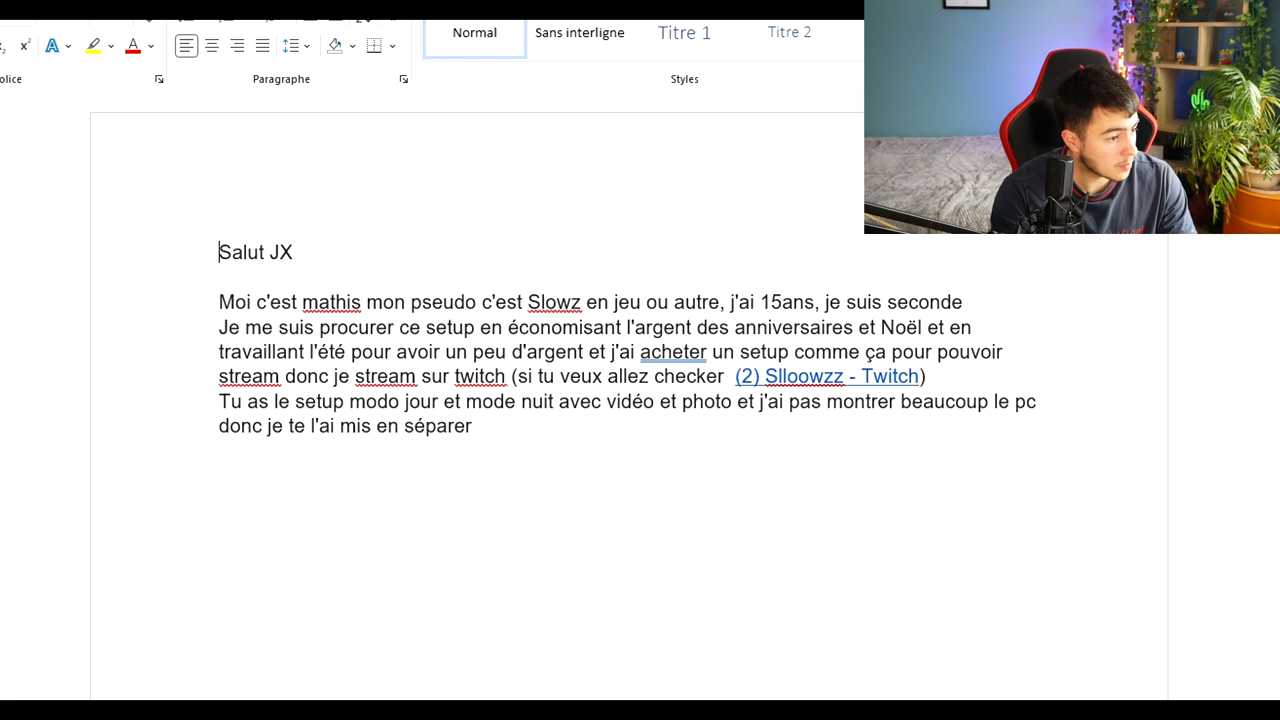 olice
Paragraphe
Normal
Sans interligne
Titre 1
Titre 2
Styles
Salut JX
Moi c'est mathis mon pseudo c'est Slowz en jeu ou autre, j'ai 15ans, je suis seconde
Je me suis procurer ce setup en économisant l'argent des anniversaires et Noël et en
travaillant l'été pour avoir un peu d'argent et j'ai acheter un setup comme ça pour pouvoir
stream donc je stream sur twitch (si tu veux allez checker (2) Slloowzz - Twitch)
Tu as le setup modo jour et mode nuit avec vidéo et photo et j'ai pas montrer beaucoup le pc
donc je te l'ai mis en séparer